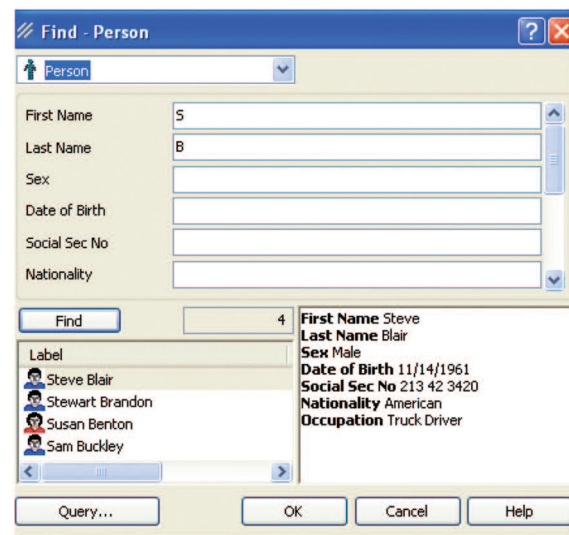 Find - Person
Person
First Name S
Last Name B
Sex
Date of Birth
Social Sec No
Nationality
Find 4
Label
Steve Blair
Stewart Brandon
Susan Benton
Sam Buckley
First Name Steve
Last Name Blair
Sex Male
Date of Birth 11/14/1961
Social Sec No 213 42 3420
Nationality American
Occupation Truck Driver
Query... OK Cancel Help